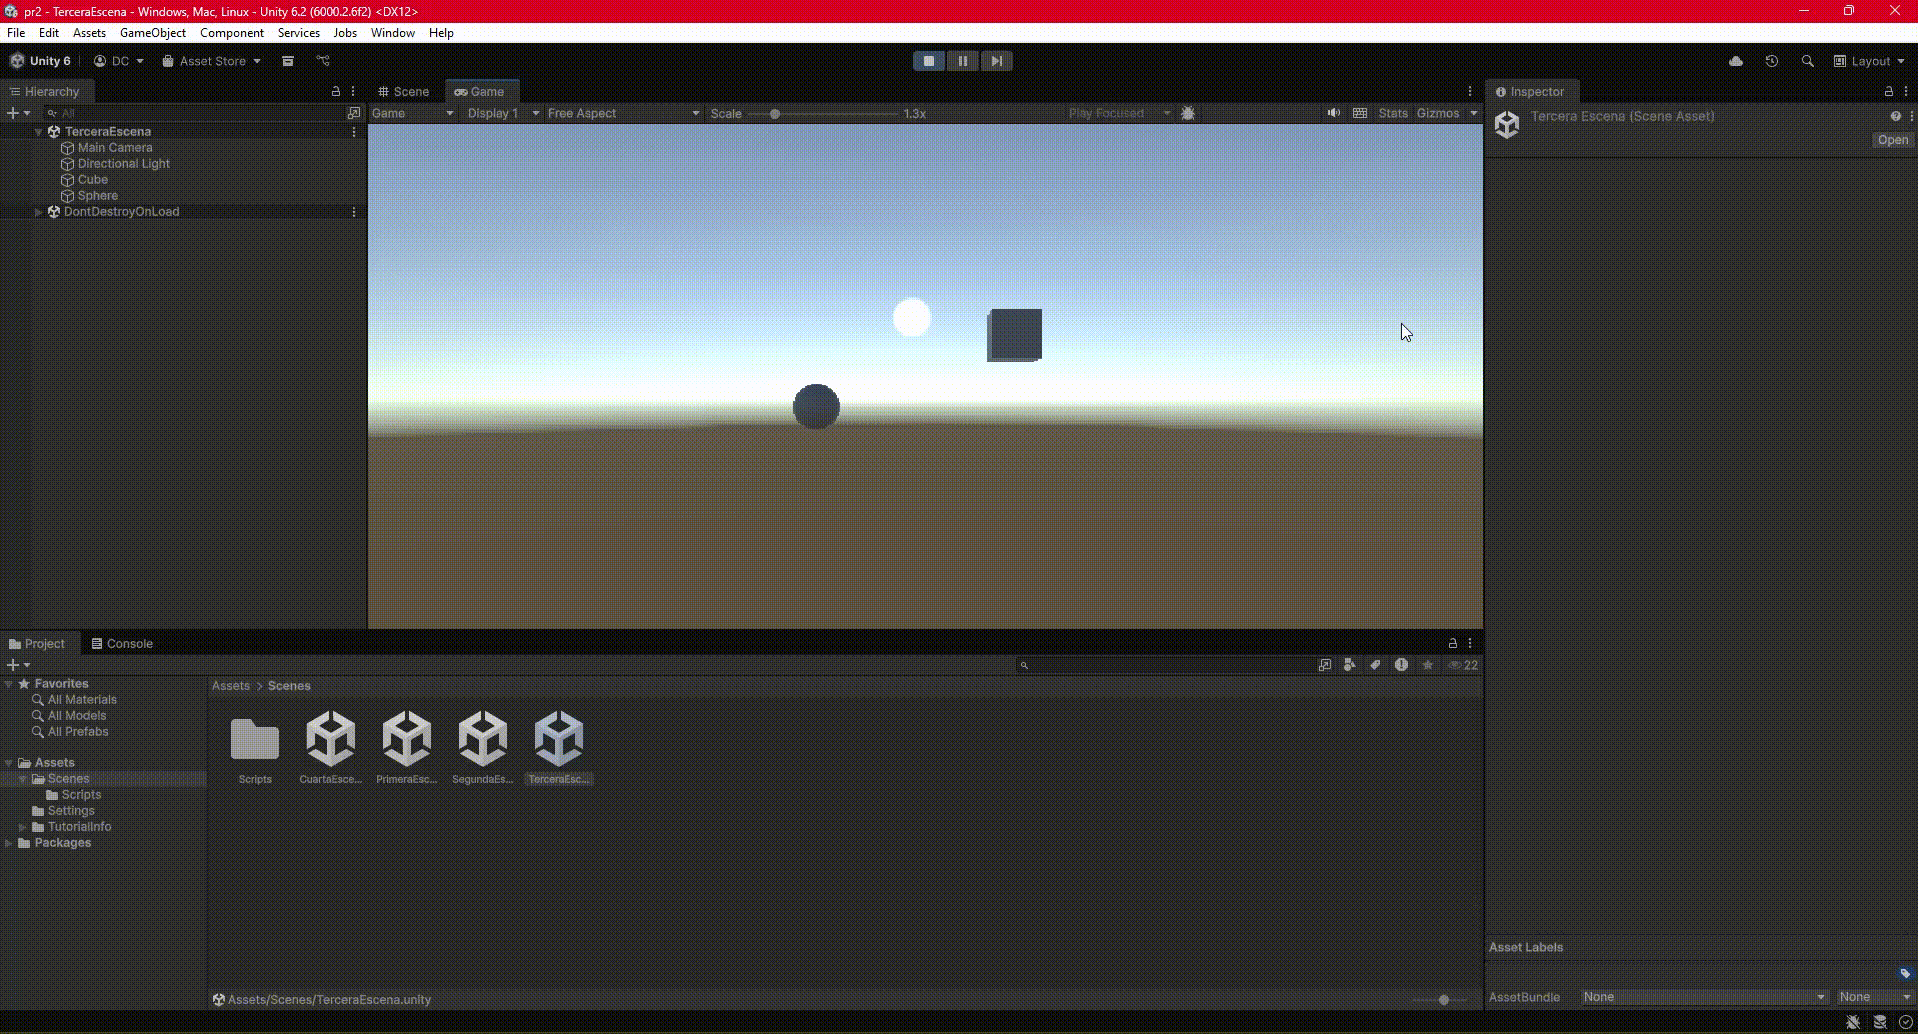 pr2 - TerceraEscena - Windows, Mac, Linux - Unity 6.2 (6000.2.6f2) <DX12>
File Edit Assets GameObject Component Services Jobs Window Help
Unity 6 DC Asset Store Layout
Hierarchy Scene Game Inspector
All Game Display 1 Free Aspect Scale 1.3x Play Focused Stats Gizmos
Tercera Escena (Scene Asset)
Open
TerceraEscena
Main Camera
Directional Light
Cube
Sphere
DontDestroyOnLoad
Project Console
22
Favorites
All Materials
All Models
All Prefabs
Assets
Scenes
Scripts
Settings
TutorialInfo
Packages
Assets > Scenes
Scripts CuartaEsce... PrimeraEsc... SegundaEs... TerceraEsc...
Assets/Scenes/TerceraEscena.unity
Asset Labels
AssetBundle None None